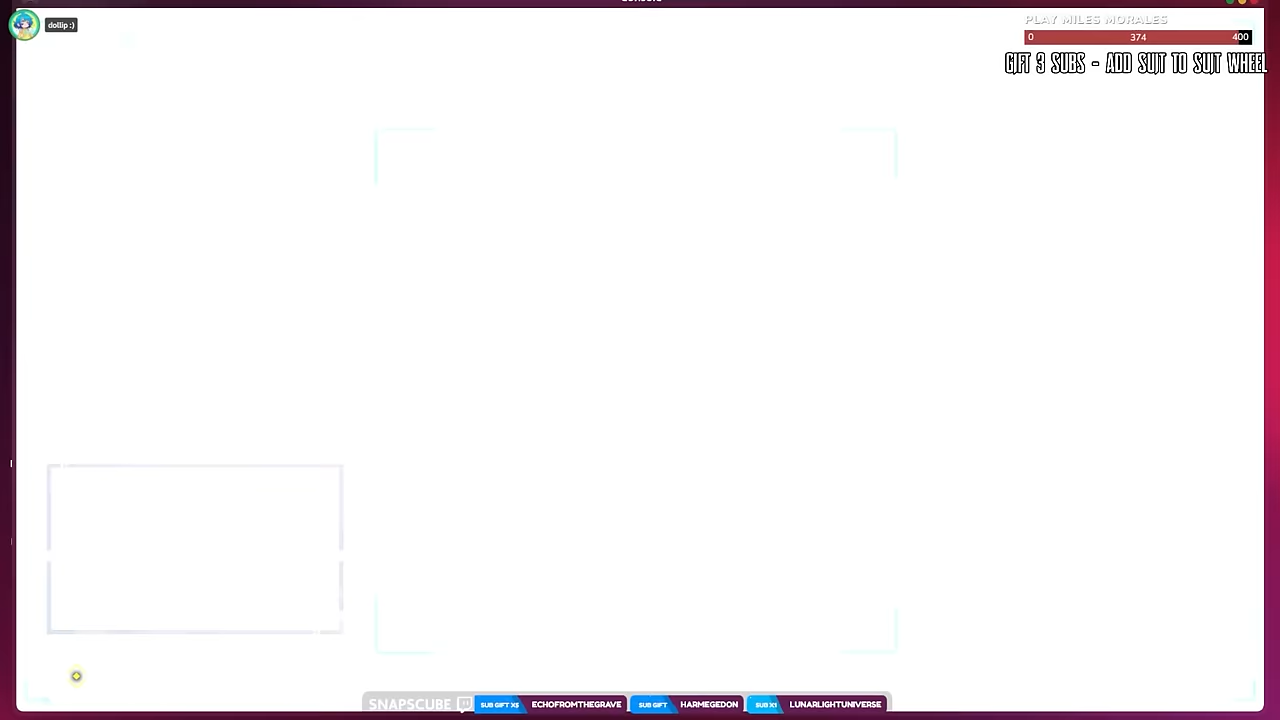 dollip :)
PLAY MILES MORALES
0 374 400
GIFT 3 SUBS - ADD SUIT TO SUIT WHEEL
SNAPSCUBE SUB GIFT X5 ECHOFROMTHEGRAVE SUB GIFT HARMEGEDON SUB X1 LUNARLIGHTUNIVERSE